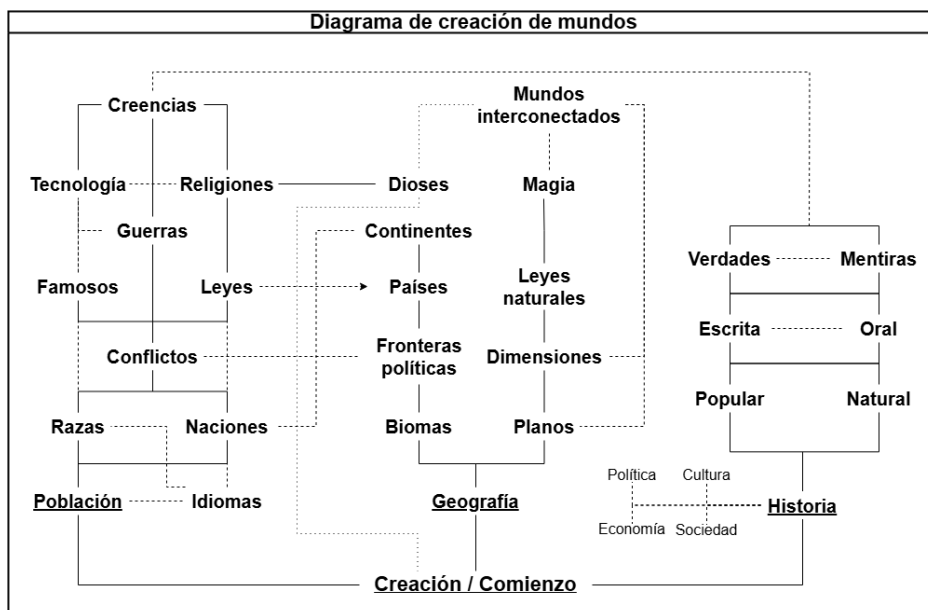 Diagrama de creación de mundos
Creencias
Mundos
interconectados
Tecnología
Religiones
Dioses
Magia
Guerras
Continentes
Verdades
Mentiras
Famosos
Leyes
Países
Leyes
naturales
Escrita
Oral
Conflictos
Fronteras
políticas
Dimensiones
Popular
Natural
Razas
Naciones
Biomas
Planos
Política
Cultura
Población
Idiomas
Geografía
Historia
Economía
Sociedad
Creación / Comienzo